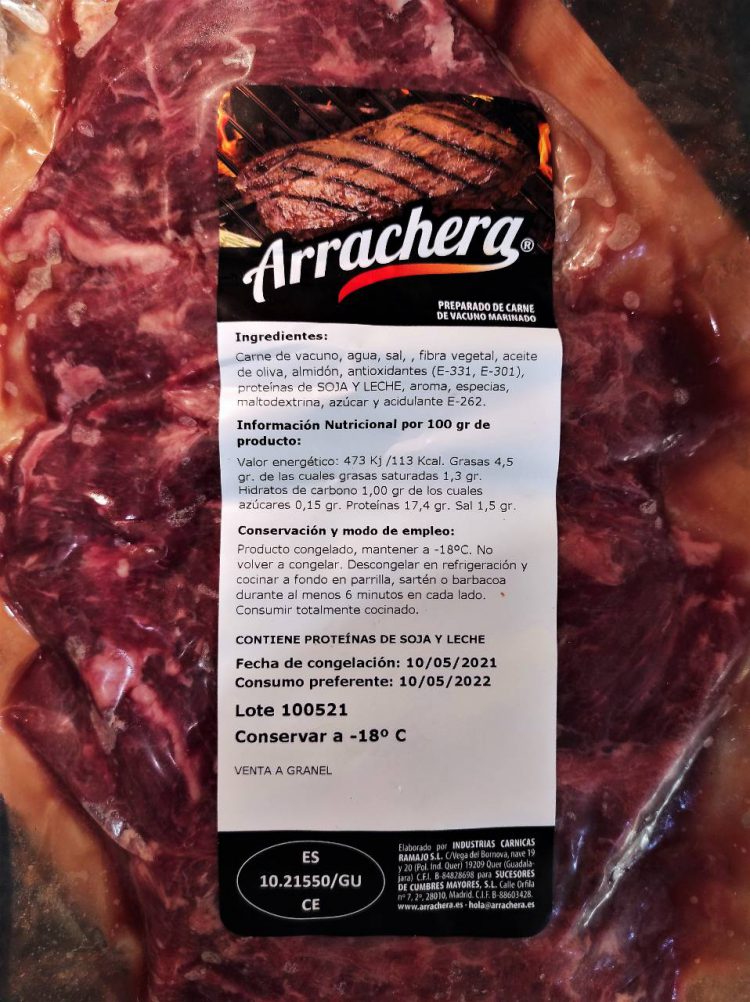 Arrachera®
PREPARADO DE CARNE
DE VACUNO MARINADO
Ingredientes:
Carne de vacuno, agua, sal, , fibra vegetal, aceite
de oliva, almidón, antioxidantes (E-331, E-301),
proteínas de SOJA Y LECHE, aroma, especias,
maltodextrina, azúcar y acidulante E-262.
Información Nutricional por 100 gr de
producto:
Valor energético: 473 Kj /113 Kcal. Grasas 4,5
gr. de las cuales grasas saturadas 1,3 gr.
Hidratos de carbono 1,00 gr de los cuales
azúcares 0,15 gr. Proteínas 17,4 gr. Sal 1,5 gr.
Conservación y modo de empleo:
Producto congelado, mantener a -18ºC. No
volver a congelar. Descongelar en refrigeración y
cocinar a fondo en parrilla, sartén o barbacoa
durante al menos 6 minutos en cada lado.
Consumir totalmente cocinado.
CONTIENE PROTEÍNAS DE SOJA Y LECHE
Fecha de congelación: 10/05/2021
Consumo preferente: 10/05/2022
Lote 100521
Conservar a -18º C
VENTA A GRANEL
ES
10.21550/GU
CE
Elaborado por INDUSTRIAS CARNICAS
RAMAJO S.L. C/Vega del Bornova, nave 19
y 20 (Pol. Ind. Quer) 19209 Quer (Guadala-
jara) C.F.I. B-84828698 para SUCESORES
DE CUMBRES MAYORES, S.L. Calle Orfila
nº 7, 2º, 28010, Madrid. C.I.F. B-88603428.
www.arrachera.es - hola@arrachera.es